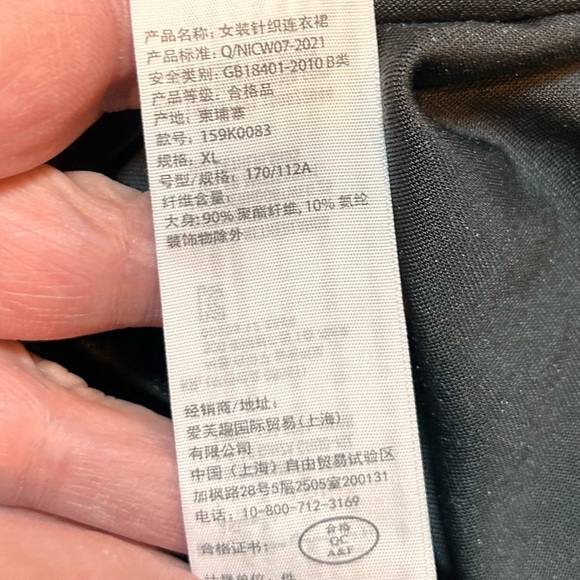 产品名称: 女装针织连衣裙
产品标准: Q/NICW07-2021
安全类别: GB18401-2010 B类
产品等级: 合格品
产地: 柬埔寨
款号: 159K0083
规格: XL
号型/规格: 170/112A
纤维含量:
大身: 90% 聚酯纤维, 10% 氨纶
装饰物除外
经销商/地址:
爱芙趣国际贸易(上海)
有限公司
中国(上海)自由贸易试验区
加枫路28号5层2505室200131
电话: 10-800-712-3169
合格证书:
合格
QC
A&F
计量单位: 件